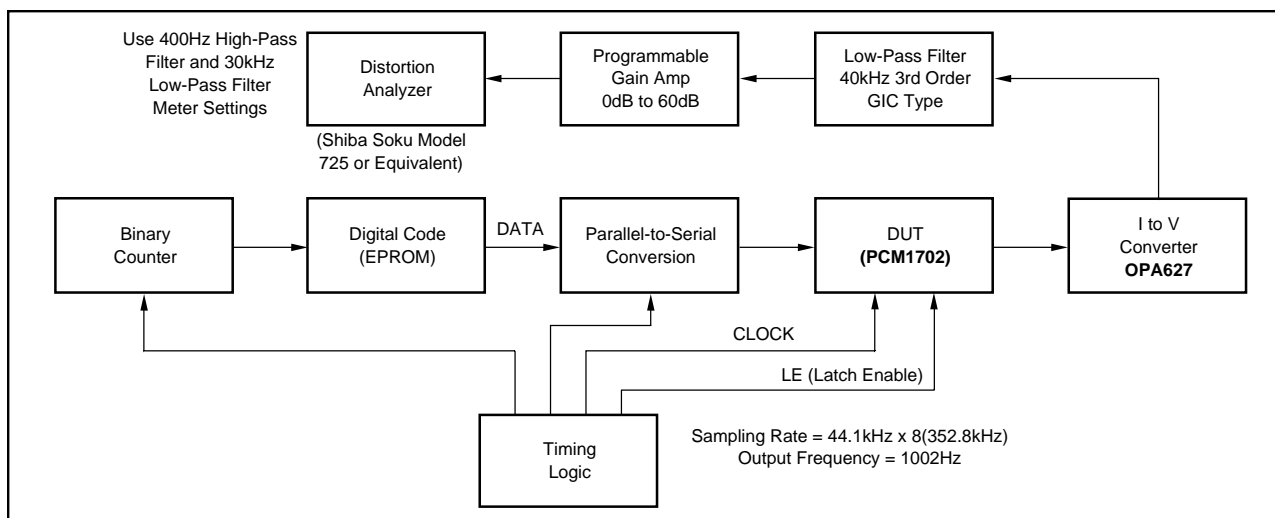 Use 400Hz High-Pass
Filter and 30kHz
Low-Pass Filter
Meter Settings
Distortion
Analyzer
(Shiba Soku Model
725 or Equivalent)
Programmable
Gain Amp
0dB to 60dB
Low-Pass Filter
40kHz 3rd Order
GIC Type
Binary
Counter
Digital Code
(EPROM)
DATA
Parallel-to-Serial
Conversion
DUT
(PCM1702)
I to V
Converter
OPA627
CLOCK
LE (Latch Enable)
Timing
Logic
Sampling Rate = 44.1kHz x 8(352.8kHz)
Output Frequency = 1002Hz